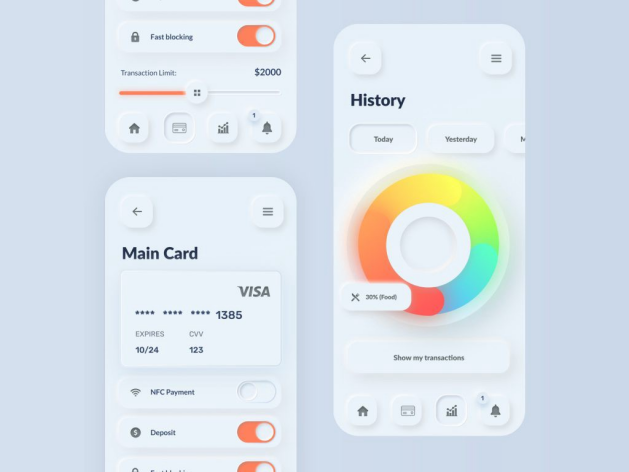 Fast blocking
Transaction Limit: $2000
1
Main Card
VISA
**** **** **** 1385
EXPIRES CVV
10/24 123
NFC Payment
Deposit
History
Today Yesterday M
30% (Food)
Show my transactions
1